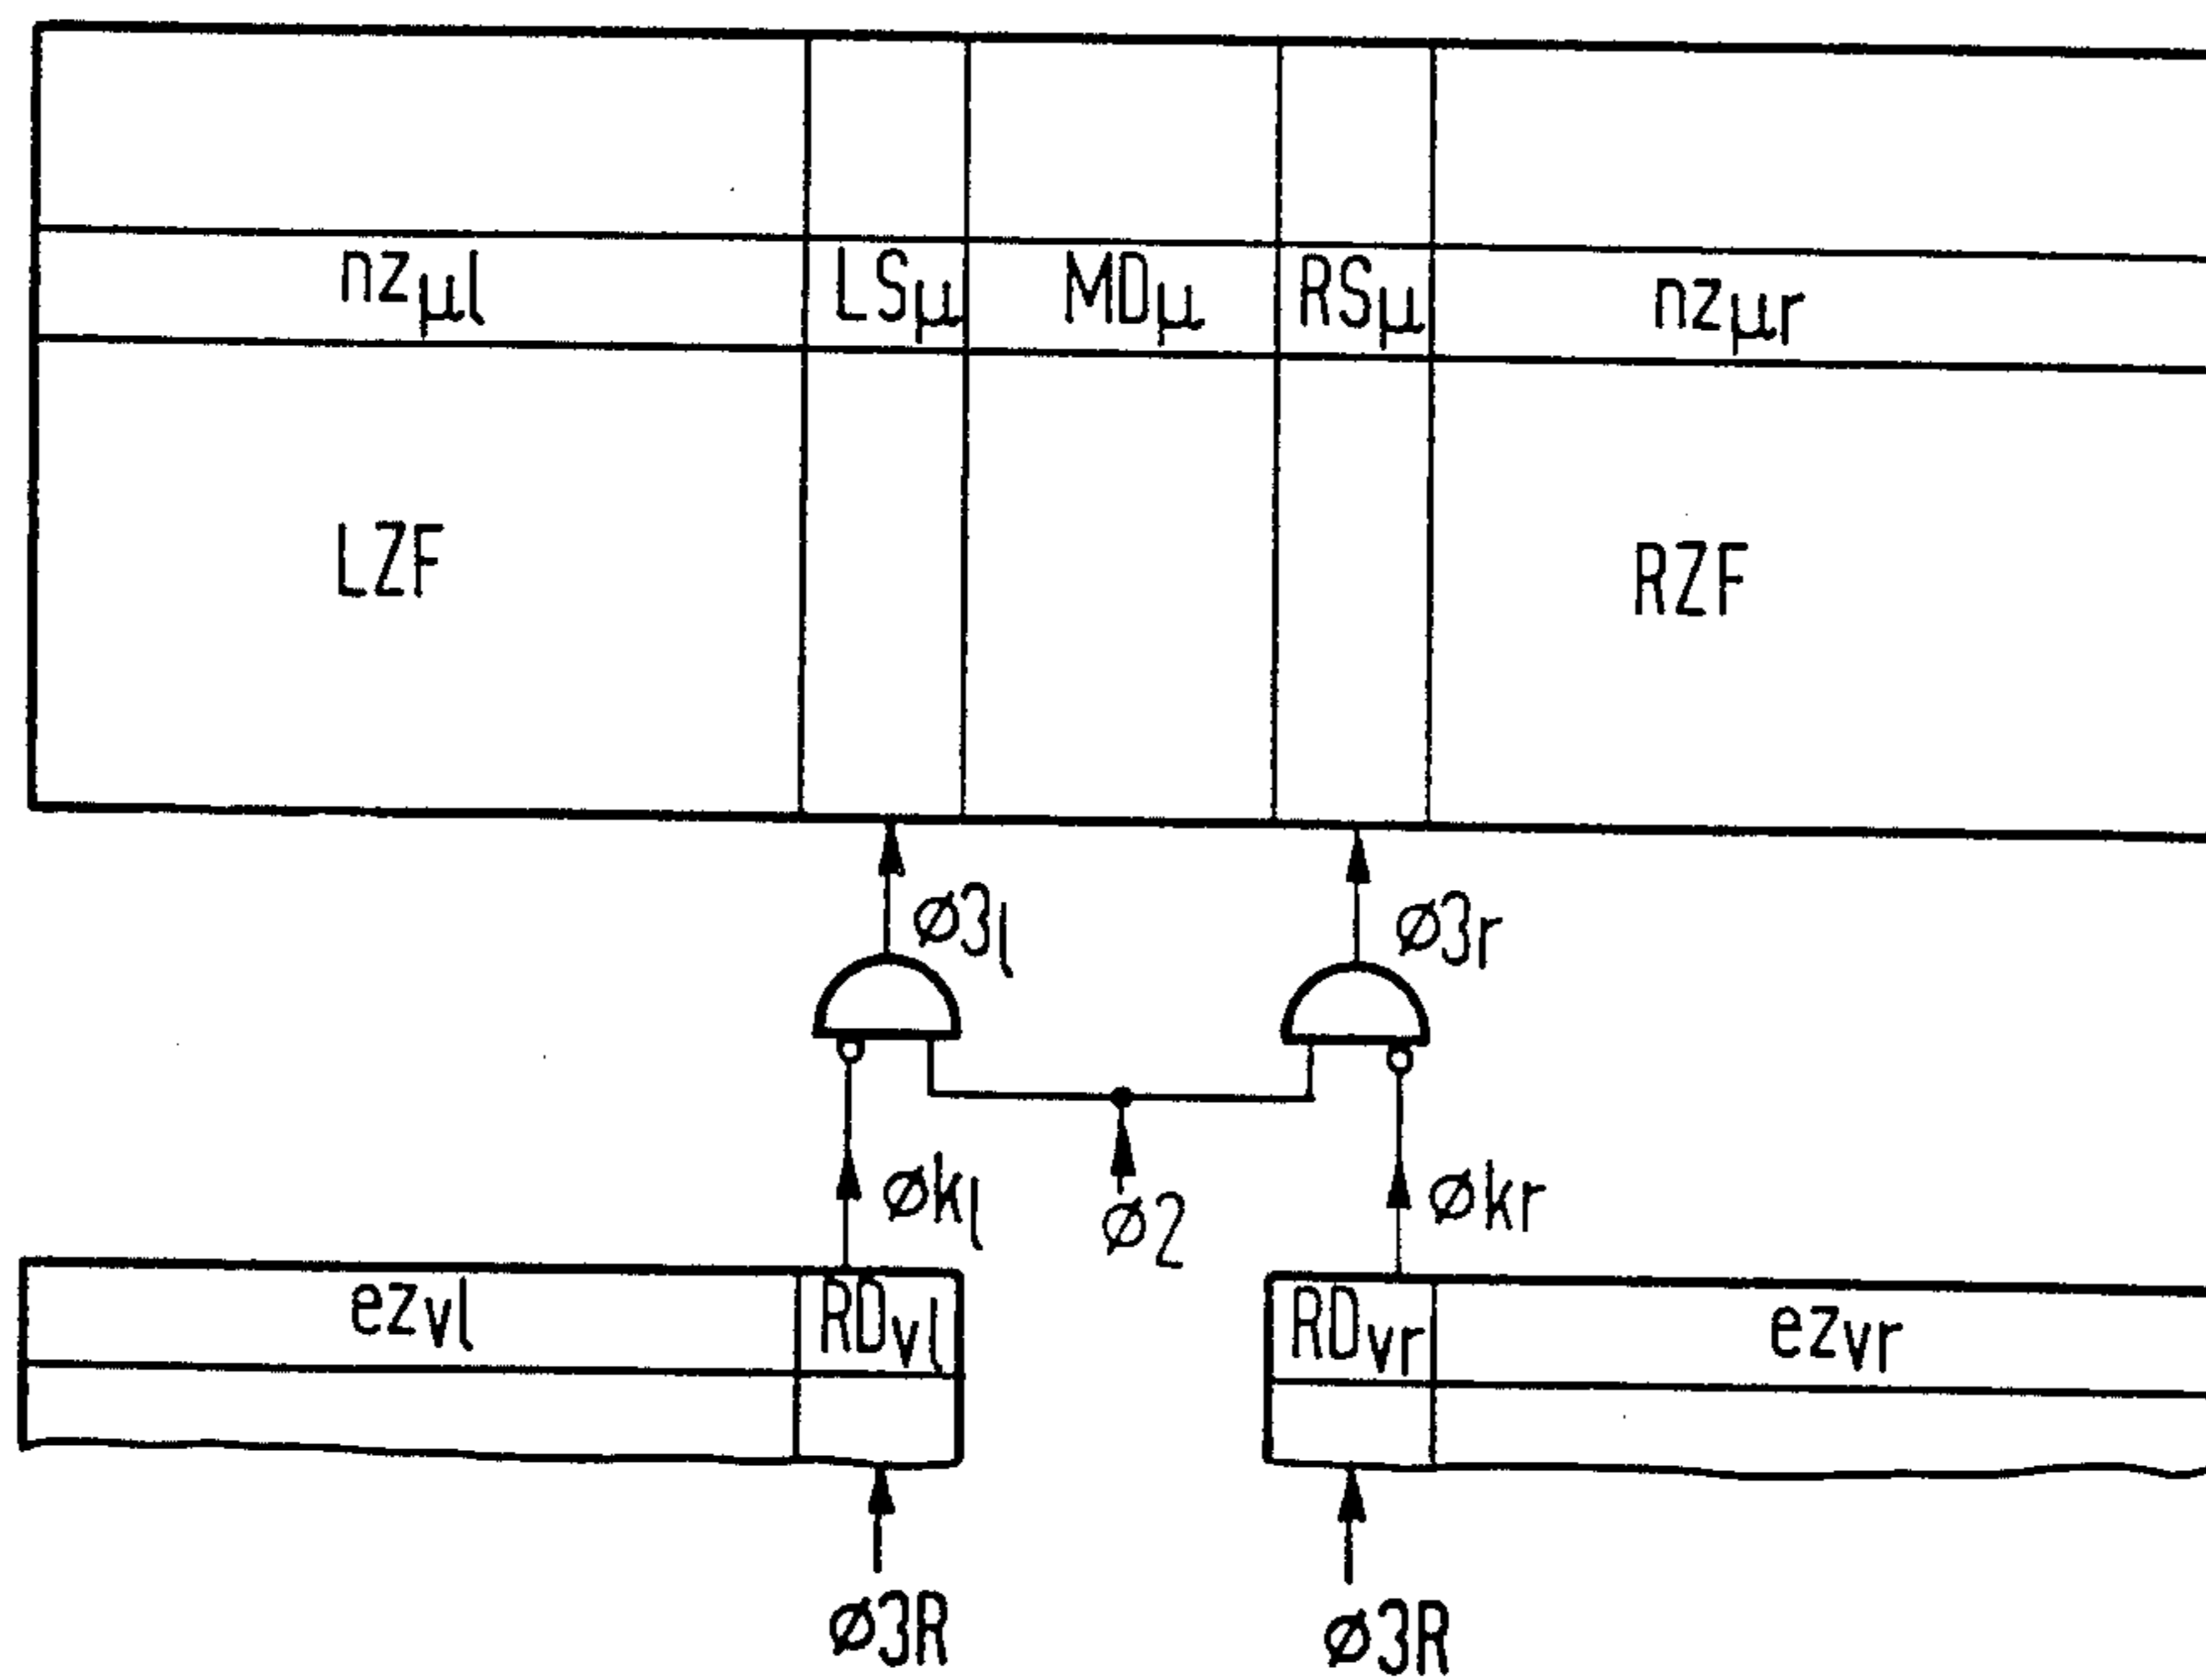 nzμl LSμ MDμ RSμ nzμr
LZF RZF
ø3l ø3r
økl ø2 økr
ezvl RDvl RDvr ezvr
ø3R ø3R